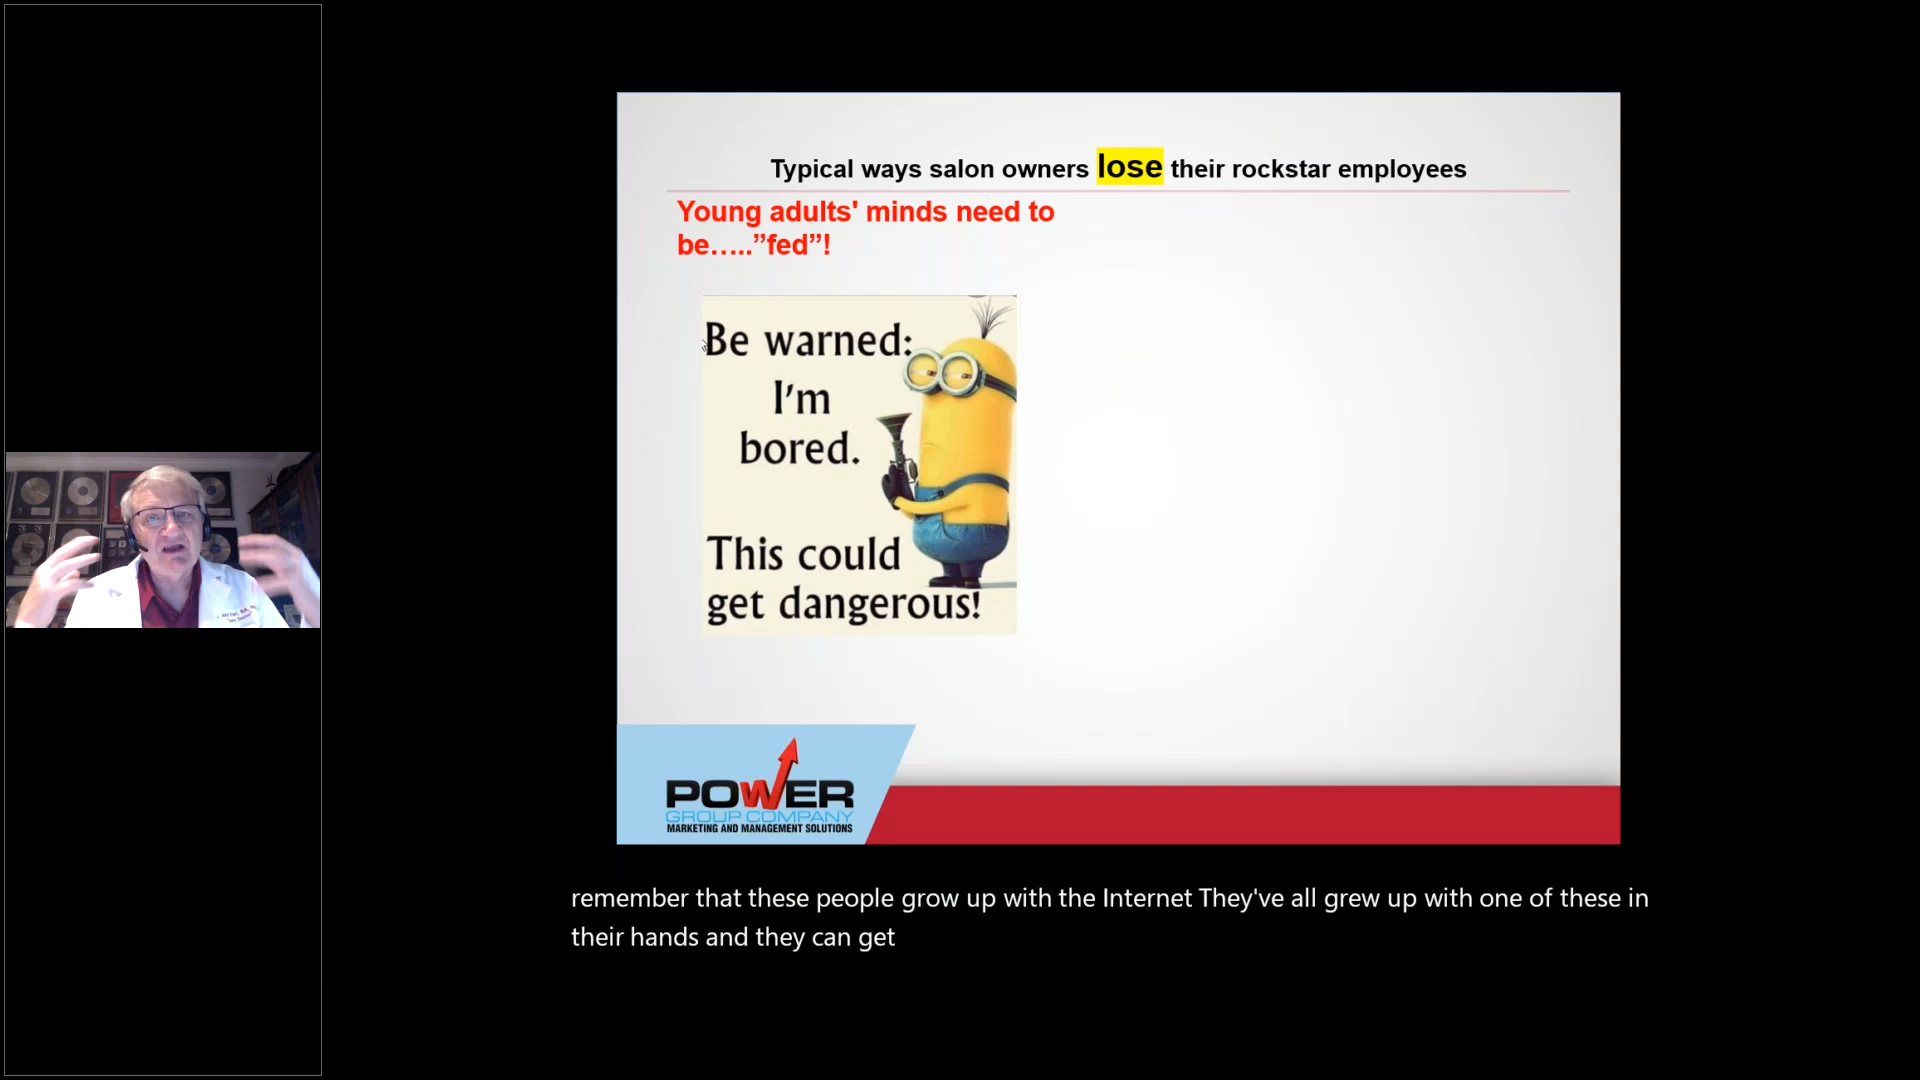 Typical ways salon owners lose their rockstar employees
Young adults' minds need to
be…..”fed”!
Be warned:
I'm
bored.
This could
get dangerous!
POWER
GROUP COMPANY
MARKETING AND MANAGEMENT SOLUTIONS
remember that these people grow up with the Internet They've all grew up with one of these in
their hands and they can get